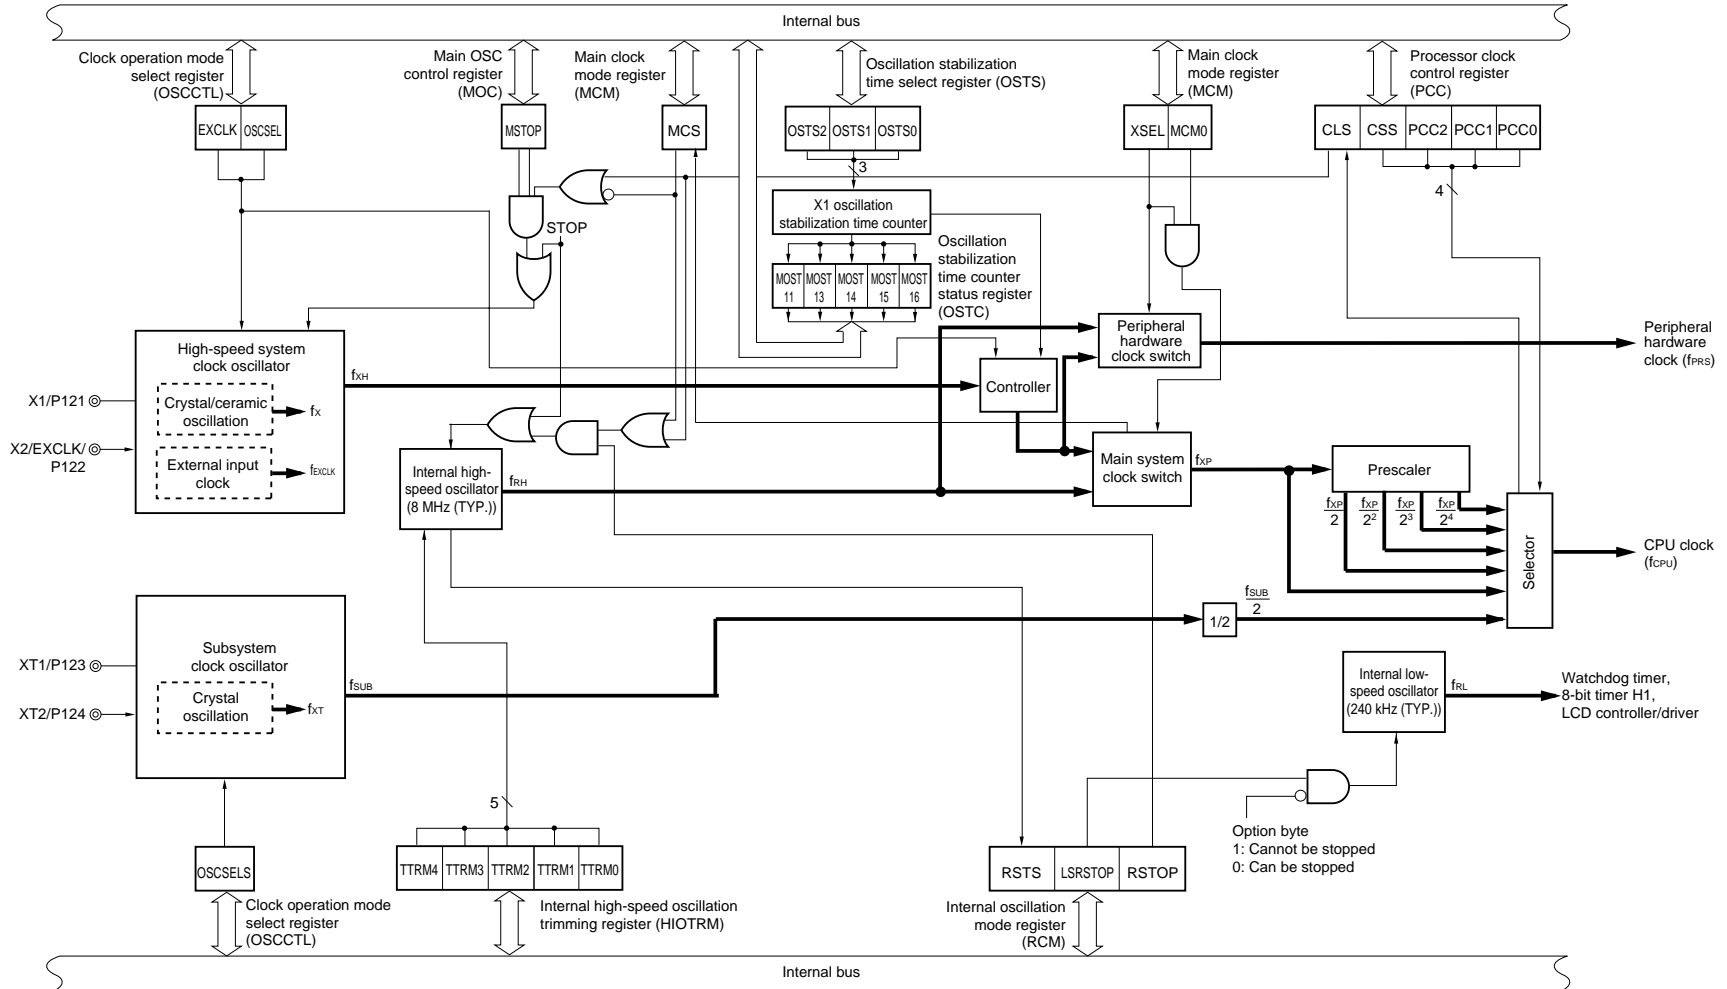 Internal bus
Clock operation mode
select register
(OSCCTL)
Main OSC
control register
(MOC)
Main clock
mode register
(MCM)
Oscillation stabilization
time select register (OSTS)
Main clock
mode register
(MCM)
Processor clock
control register
(PCC)
EXCLK OSCSEL
MSTOP
MCS
OSTS2 OSTS1 OSTS0
XSEL MCM0
CLS CSS PCC2 PCC1 PCC0
3
4
X1 oscillation
stabilization time counter
STOP
Oscillation
stabilization
time counter
status register
(OSTC)
MOST MOST MOST MOST MOST
11 13 14 15 16
High-speed system
clock oscillator
Crystal/ceramic
oscillation
fX
External input
clock
fEXCLK
X1/P121
X2/EXCLK/
P122
fXH
Controller
Peripheral
hardware
clock switch
Peripheral
hardware
clock (fPRS)
Internal high-
speed oscillator
(8 MHz (TYP.))
fRH
Main system
clock switch
fXP
Prescaler
fXP fXP fXP fXP
2 2² 2³ 2⁴
Selector
CPU clock
(fCPU)
fSUB
2
1/2
Subsystem
clock oscillator
Crystal
oscillation
fXT
XT1/P123
XT2/P124
fSUB
Internal low-
speed oscillator
(240 kHz (TYP.))
fRL
Watchdog timer,
8-bit timer H1,
LCD controller/driver
5
Option byte
1: Cannot be stopped
0: Can be stopped
OSCSELS
TTRM4 TTRM3 TTRM2 TTRM1 TTRM0
RSTS LSRSTOP RSTOP
Clock operation mode
select register
(OSCCTL)
Internal high-speed oscillation
trimming register (HIOTRM)
Internal oscillation
mode register
(RCM)
Internal bus